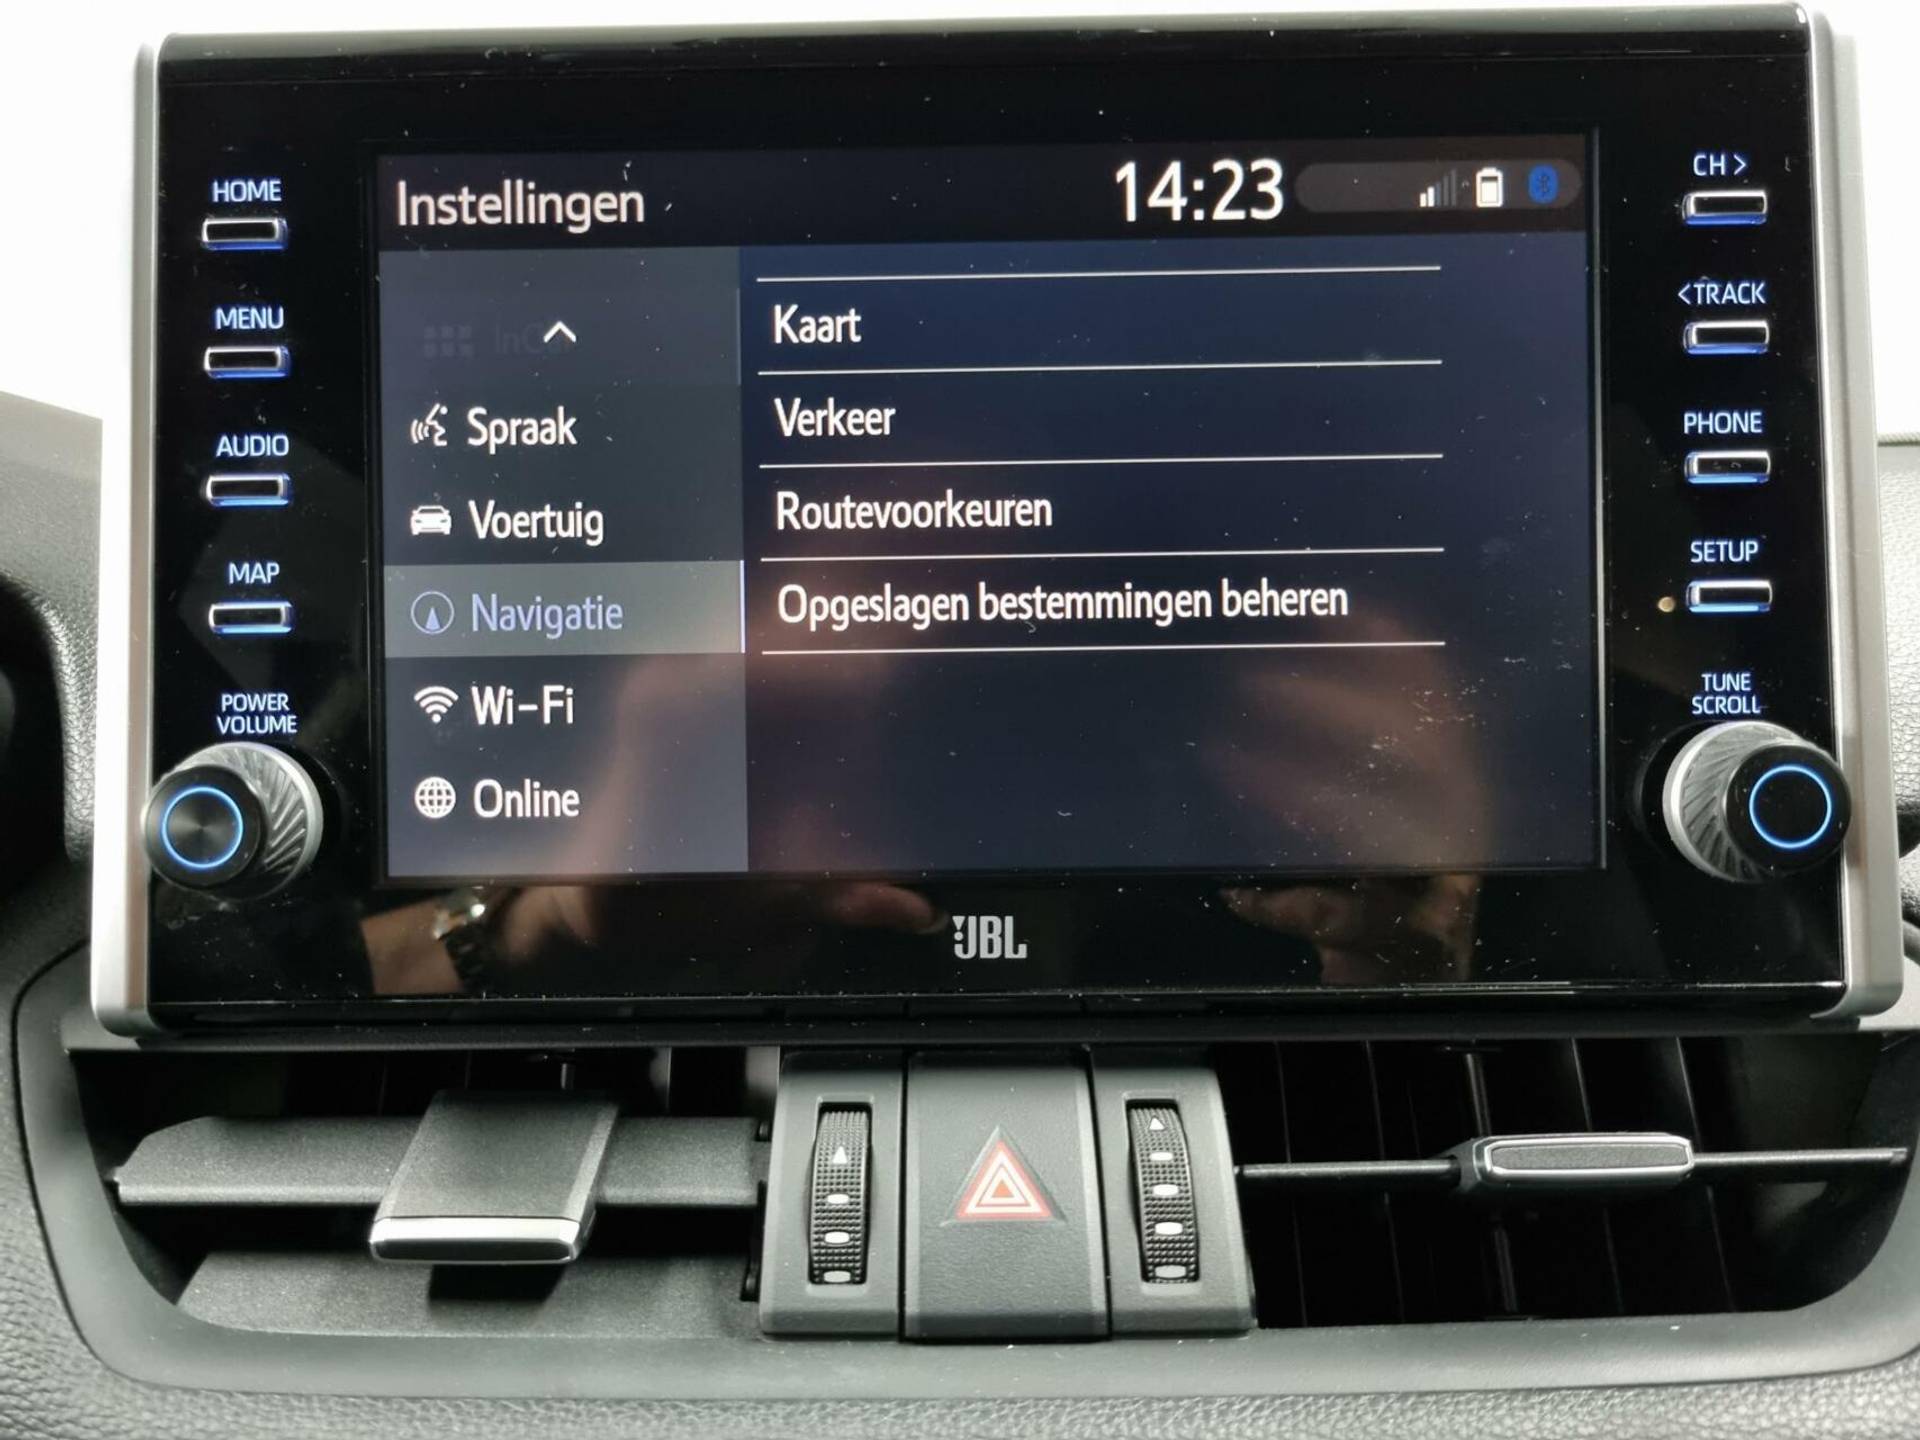 HOME
MENU
AUDIO
MAP
POWER
VOLUME
Instellingen
14:23
Spraak
Voertuig
Navigatie
Wi-Fi
Online
Kaart
Verkeer
Routevoorkeuren
Opgeslagen bestemmingen beheren
CH >
<TRACK
PHONE
SETUP
TUNE
SCROLL
JBL